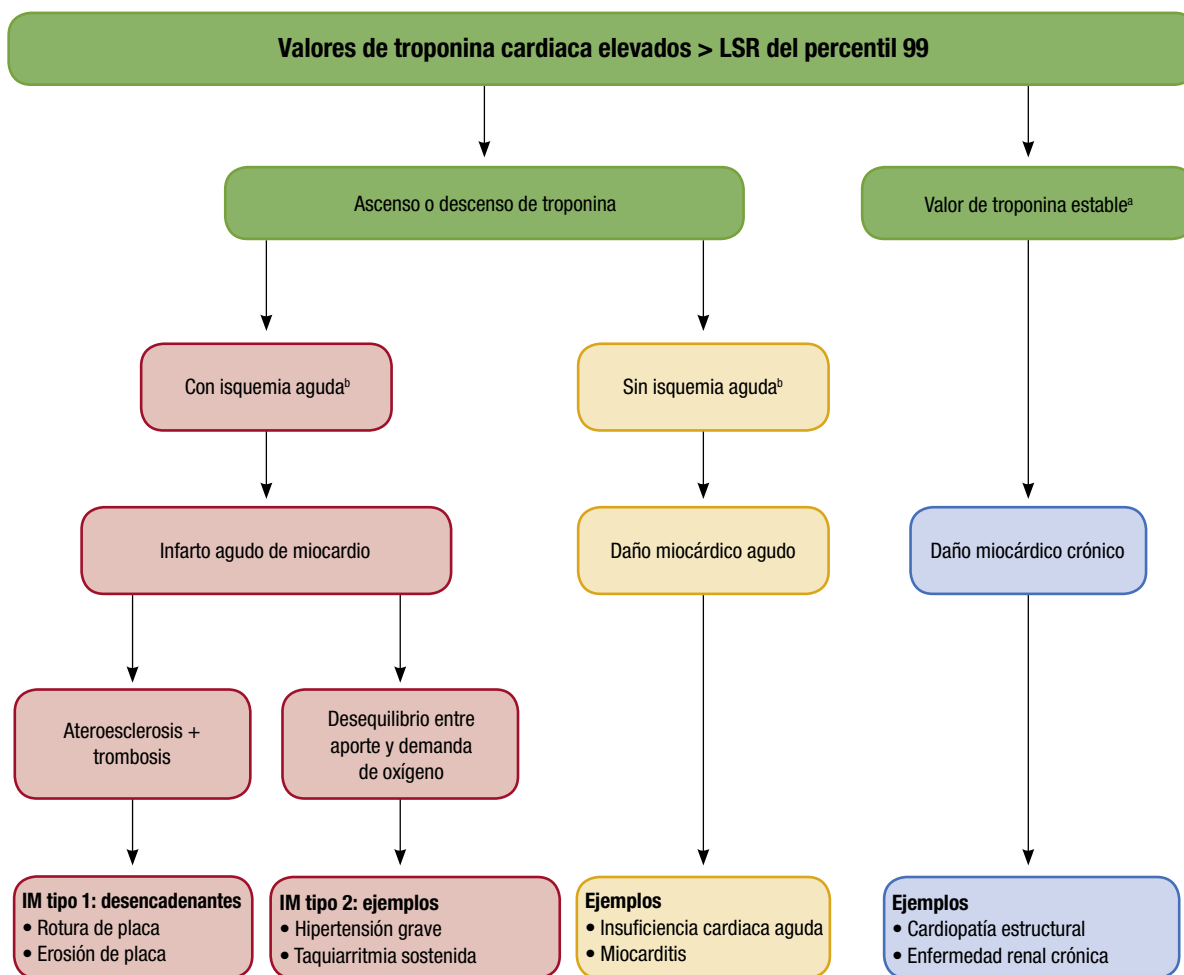 Valores de troponina cardiaca elevados > LSR del percentil 99
Ascenso o descenso de troponina
Valor de troponina estableᵃ
Con isquemia agudaᵇ
Sin isquemia agudaᵇ
Infarto agudo de miocardio
Daño miocárdico agudo
Daño miocárdico crónico
Ateroesclerosis +
trombosis
Desequilibrio entre
aporte y demanda
de oxígeno
IM tipo 1: desencadenantes
• Rotura de placa
• Erosión de placa
IM tipo 2: ejemplos
• Hipertensión grave
• Taquiarritmia sostenida
Ejemplos
• Insuficiencia cardiaca aguda
• Miocarditis
Ejemplos
• Cardiopatía estructural
• Enfermedad renal crónica